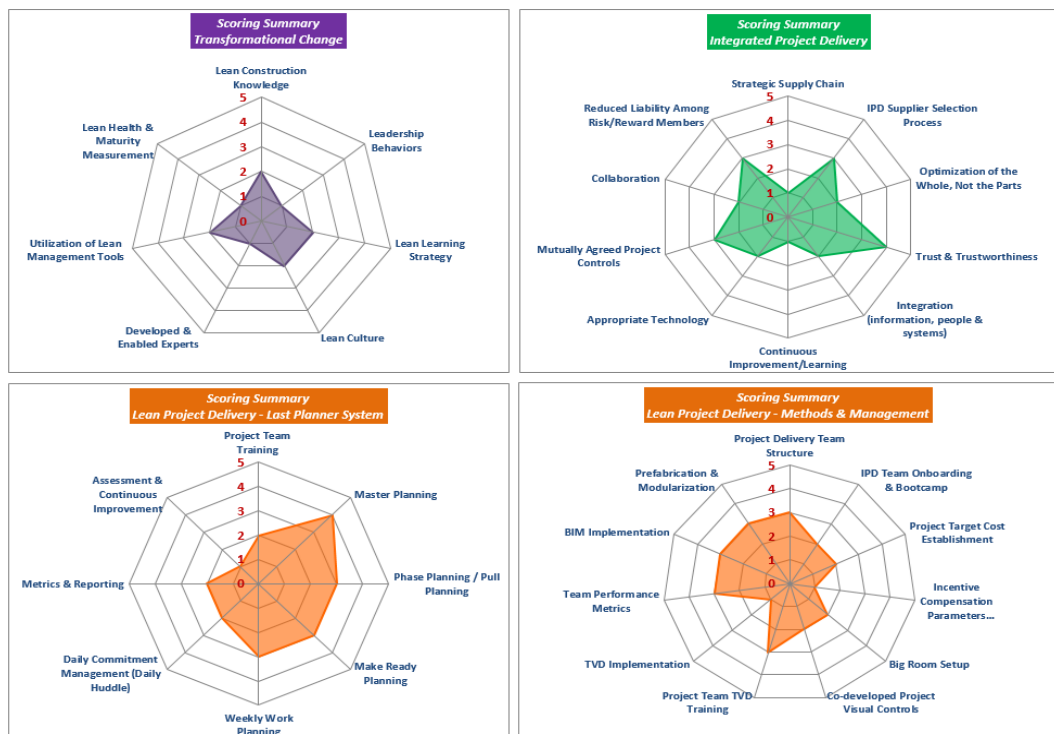 Scoring Summary
Transformational Change
Lean Construction
Knowledge
5
4
3
2
1
0
Leadership
Behaviors
Lean Learning
Strategy
Lean Culture
Developed &
Enabled Experts
Utilization of Lean
Management Tools
Lean Health &
Maturity
Measurement
Scoring Summary
Integrated Project Delivery
Strategic Supply Chain
5
4
3
2
1
0
IPD Supplier Selection
Process
Optimization of the
Whole, Not the Parts
Trust & Trustworthiness
Integration
(information, people &
systems)
Continuous
Improvement/Learning
Appropriate Technology
Mutually Agreed Project
Controls
Collaboration
Reduced Liability Among
Risk/Reward Members
Scoring Summary
Lean Project Delivery - Last Planner System
Project Team
Training
5
4
3
2
1
0
Master Planning
Phase Planning / Pull
Planning
Make Ready
Planning
Weekly Work
Planning
Daily Commitment
Management (Daily
Huddle)
Metrics & Reporting
Assessment &
Continuous
Improvement
Scoring Summary
Lean Project Delivery - Methods & Management
Project Delivery Team
Structure
5
4
3
2
1
0
IPD Team Onboarding
& Bootcamp
Project Target Cost
Establishment
Incentive
Compensation
Parameters...
Big Room Setup
Co-developed Project
Visual Controls
Project Team TVD
Training
TVD Implementation
Team Performance
Metrics
BIM Implementation
Prefabrication &
Modularization